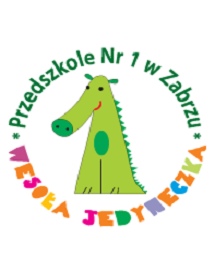 * Przedszkole Nr 1 w Zabrzu *
WESOŁA JEDYNECZKA